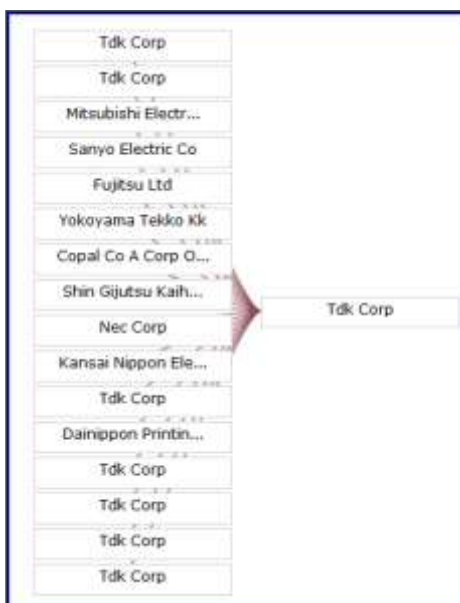 Tdk Corp
Tdk Corp
Mitsubishi Electr...
Sanyo Electric Co
Fujitsu Ltd
Yokoyama Tekko Kk
Copal Co A Corp O...
Shin Gijutsu Kaih...
Nec Corp
Kansai Nippon Ele...
Tdk Corp
Dainippon Printin...
Tdk Corp
Tdk Corp
Tdk Corp
Tdk Corp
Tdk Corp